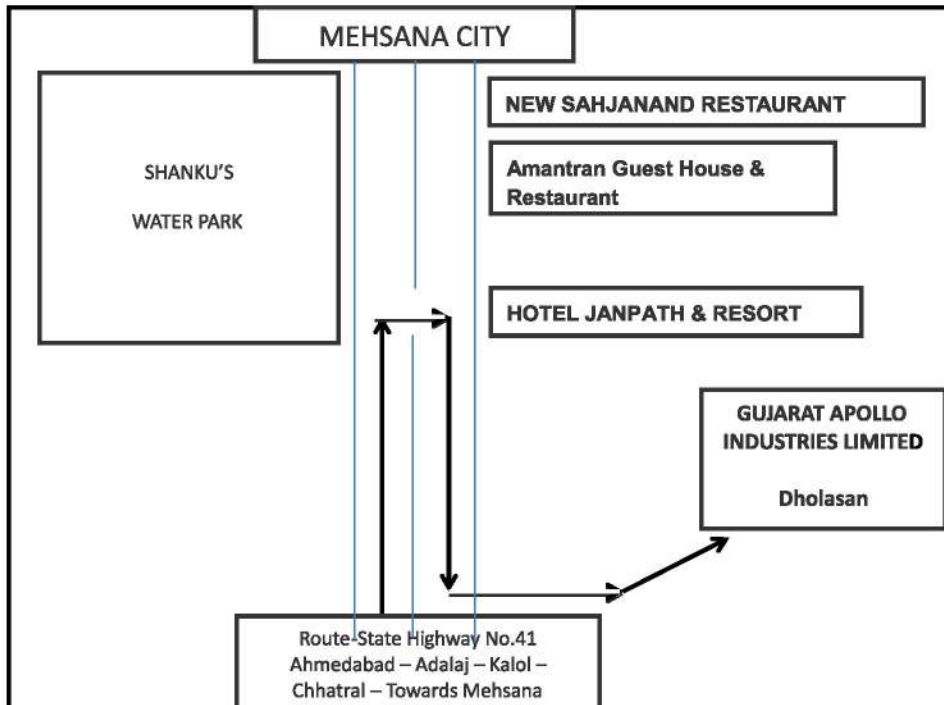 MEHSANA CITY
SHANKU'S
WATER PARK
NEW SAHJANAND RESTAURANT
Amantran Guest House &
Restaurant
HOTEL JANPATH & RESORT
GUJARAT APOLLO
INDUSTRIES LIMITED
Dholasan
Route-State Highway No.41
Ahmedabad – Adalaj – Kalol –
Chhatral – Towards Mehsana